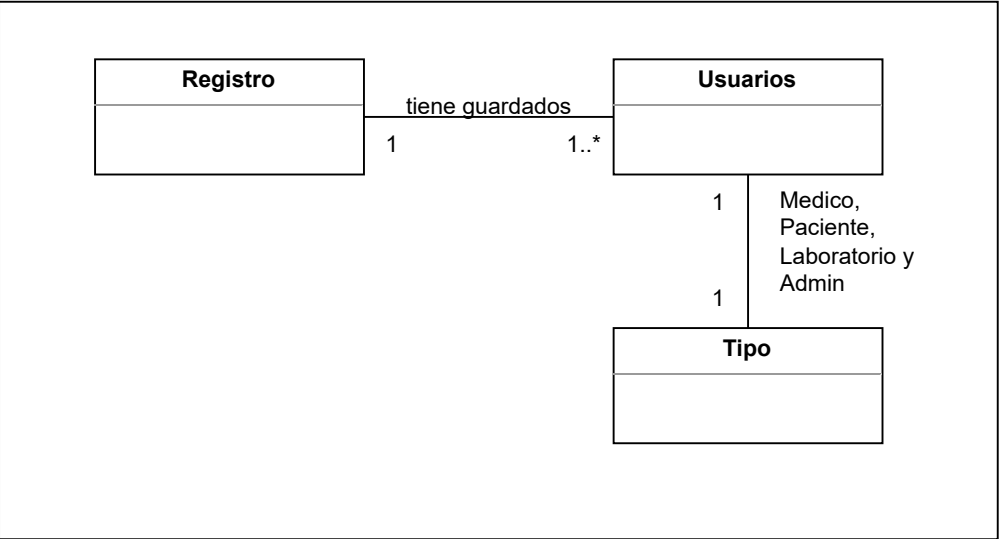 Registro
Usuarios
tiene guardados
1
1..*
1
Medico,
Paciente,
Laboratorio y
Admin
1
Tipo